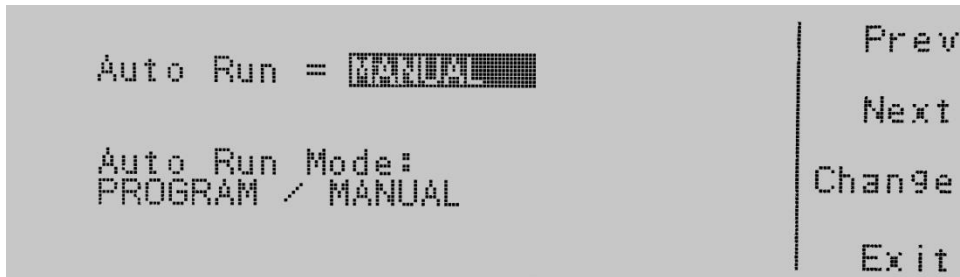 Auto Run = MANUAL
Auto Run Mode:
PROGRAM / MANUAL
Prev
Next
Change
Exit